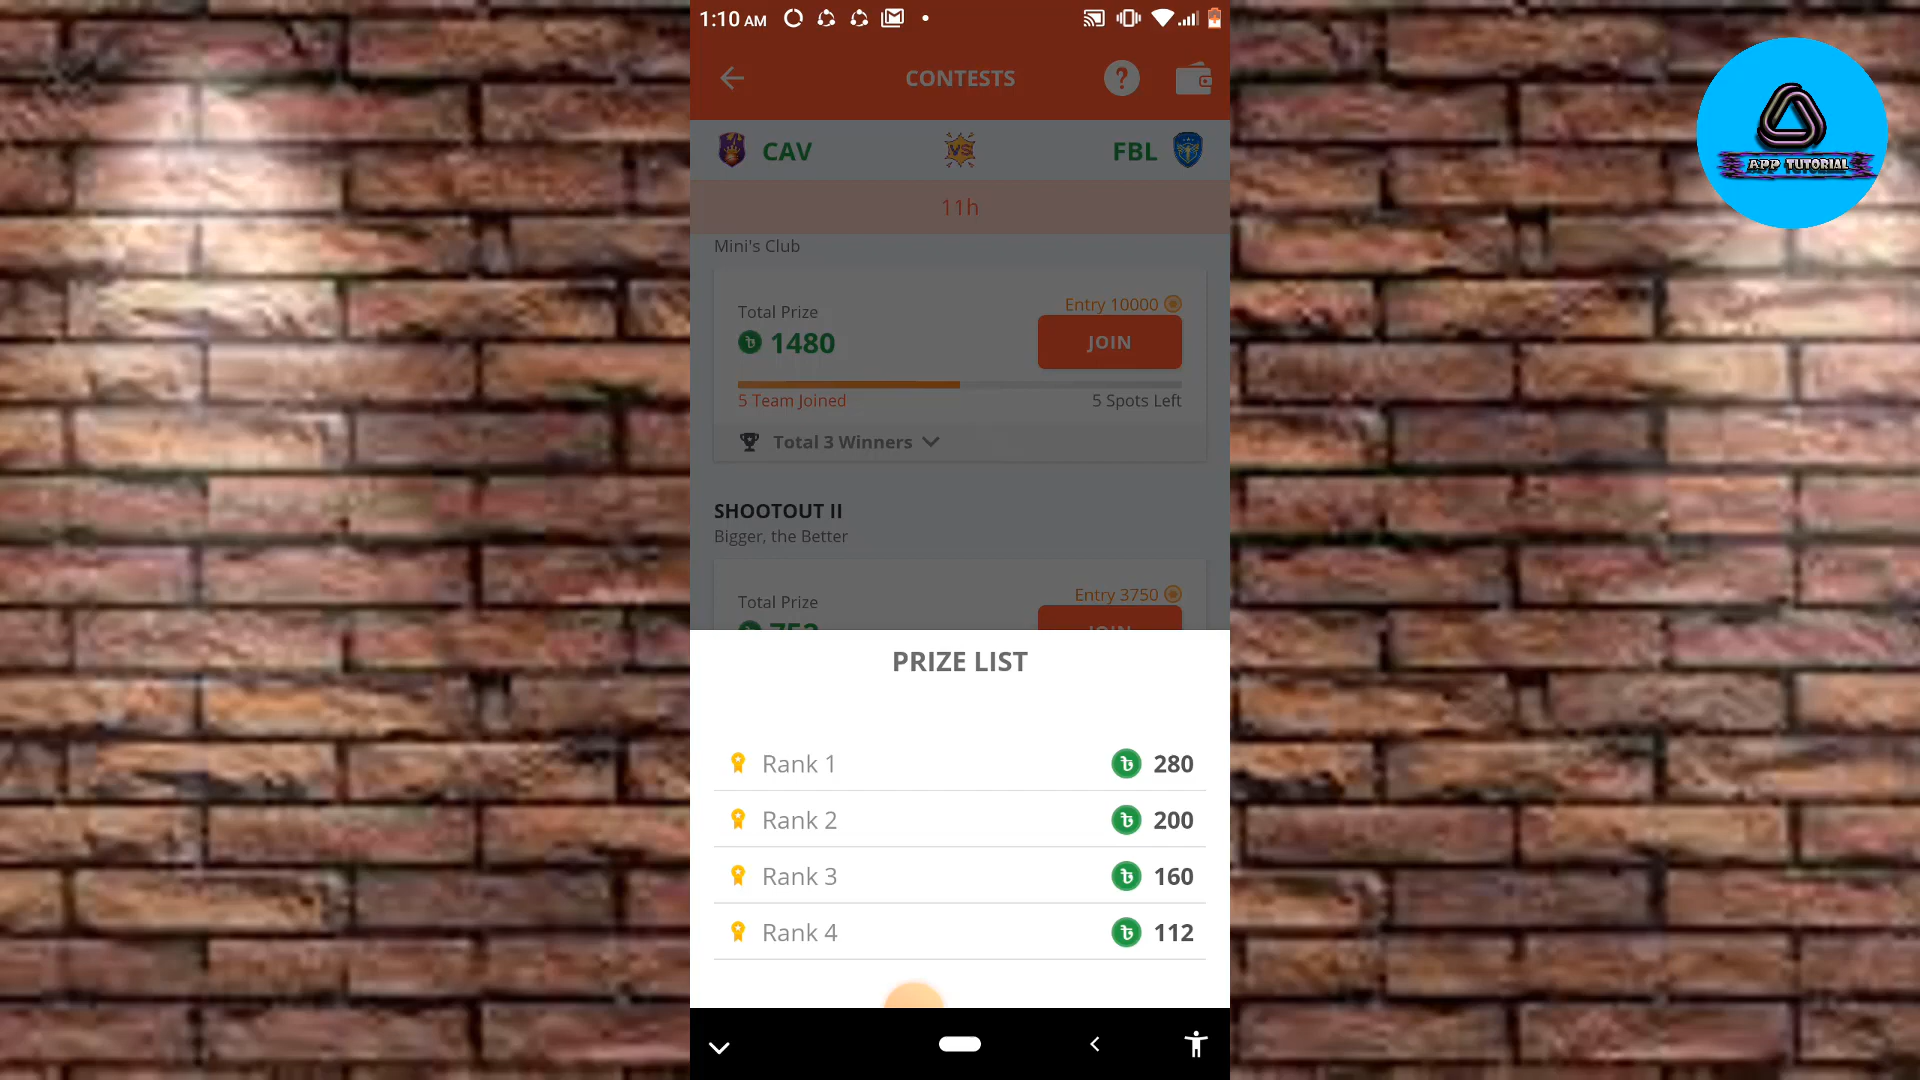 1:10 AM
CONTESTS
?
CAV
VS
FBL
11h
Mini's Club
Total Prize
Entry 10000
৳ 1480
JOIN
5 Team Joined
5 Spots Left
Total 3 Winners
SHOOTOUT II
Bigger, the Better
Total Prize
Entry 3750
৳ 752
JOIN
PRIZE LIST
Rank 1 ৳ 280
Rank 2 ৳ 200
Rank 3 ৳ 160
Rank 4 ৳ 112
APP TUTORIAL